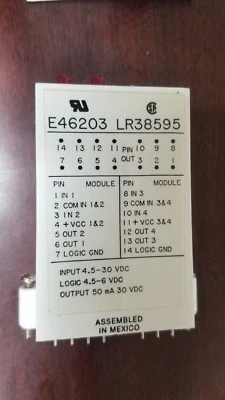 E46203 LR38595
14 13 12 11 PIN 10 9 8
7 6 5 4 OUT 3 2 1
PIN MODULE
1 IN 1
2 COM IN 1&2
3 IN 2
4 +VCC 1&2
5 OUT 2
6 OUT 1
7 LOGIC GND
PIN MODULE
8 IN 3
9 COM IN 3&4
10 IN 4
11 +VCC 3&4
12 OUT 4
13 OUT 3
14 LOGIC GND
INPUT 4.5-30 VDC
LOGIC 4.5-6 VDC
OUTPUT 50 mA 30 VDC
ASSEMBLED
IN MEXICO